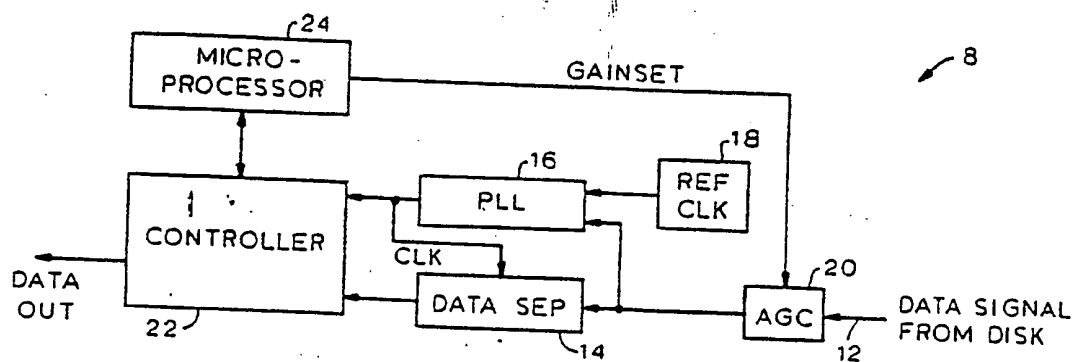 24
MICRO-
PROCESSOR
GAINSET
8
16
PLL
18
REF
CLK
CONTROLLER
CLK
DATA
OUT
22
DATA SEP
14
20
AGC
12
DATA SIGNAL
FROM DISK